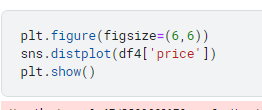 plt.figure(figsize=(6,6))
sns.distplot(df4['price'])
plt.show()